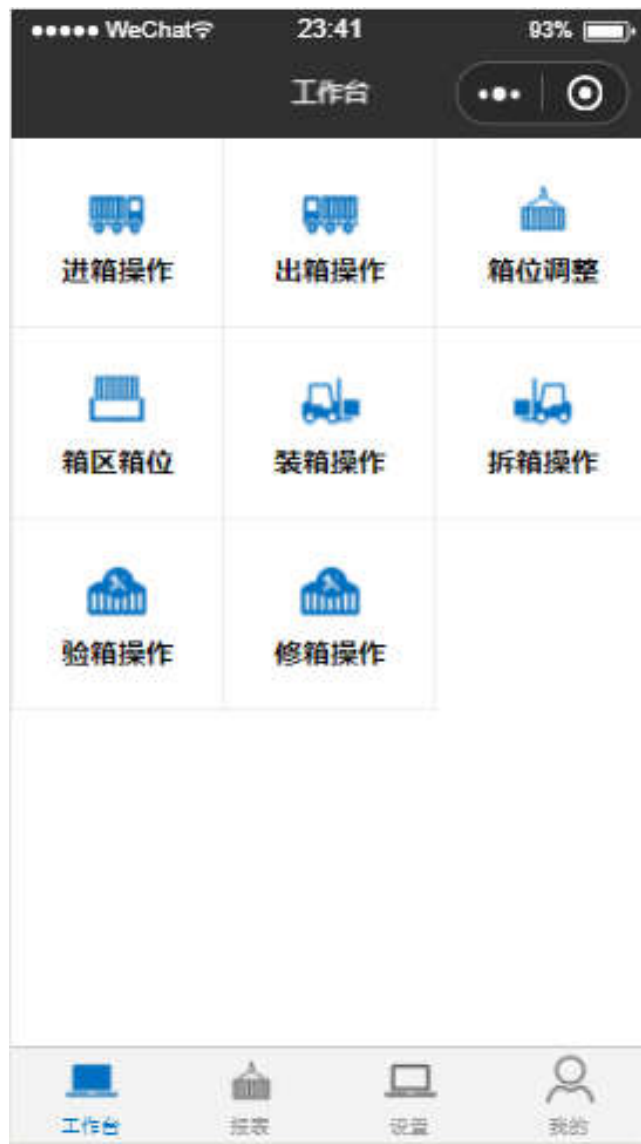 WeChat 23:41 93%
工作台
进箱操作 出箱操作 箱位调整
箱区箱位 装箱操作 拆箱操作
验箱操作 修箱操作
工作台 报表 设置 我的